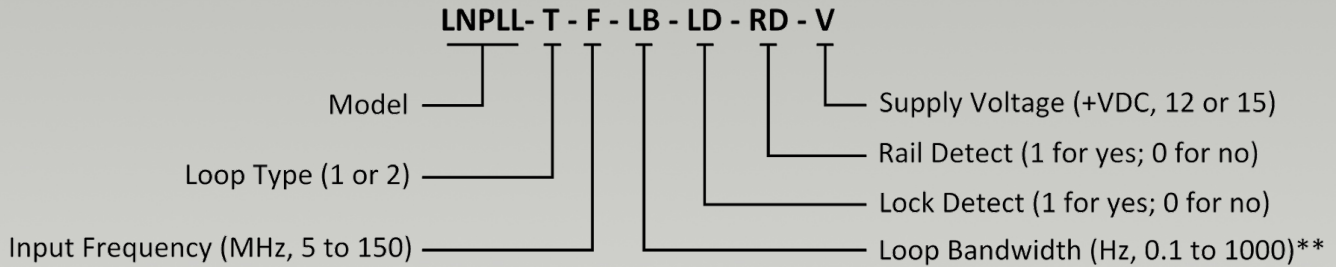 LNPLL- T - F - LB - LD - RD - V
Model
Supply Voltage (+VDC, 12 or 15)
Rail Detect (1 for yes; 0 for no)
Loop Type (1 or 2)
Lock Detect (1 for yes; 0 for no)
Input Frequency (MHz, 5 to 150)
Loop Bandwidth (Hz, 0.1 to 1000)**